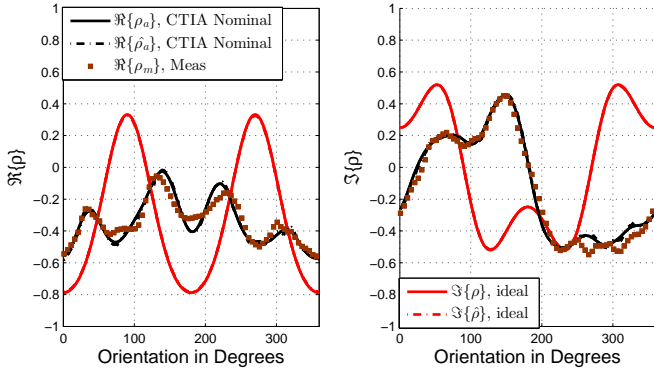 ℜ{ρₐ}, CTIA Nominal
ℜ{ρ̂ₐ}, CTIA Nominal
ℜ{ρₘ}, Meas
1
0.8
0.6
0.4
0.2
0
−0.2
−0.4
−0.6
−0.8
−1
ℜ{ρ}
0 100 200 300
Orientation in Degrees
1
0.8
0.6
0.4
0.2
0
−0.2
−0.4
−0.6
−0.8
−1
ℑ{ρ}
ℑ{ρ}, ideal
ℑ{ρ̂}, ideal
0 100 200 300
Orientation in Degrees